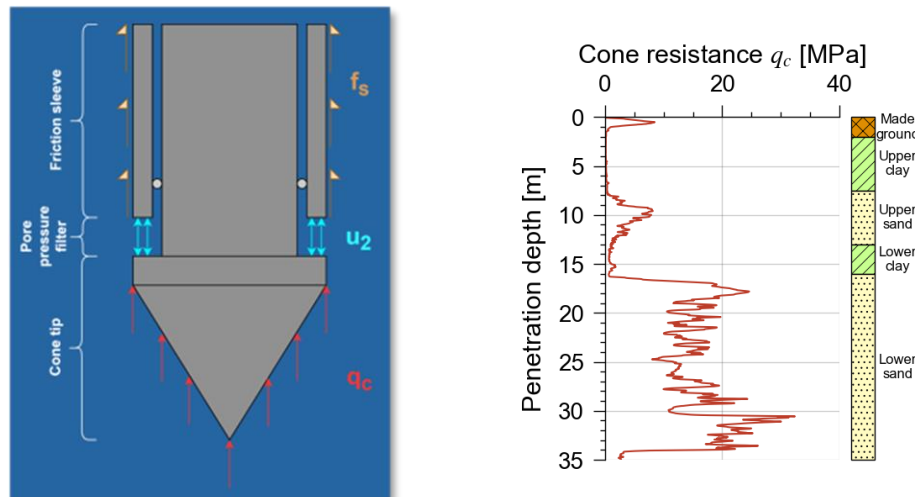 Friction sleeve
Pore
pressure
filter
Cone tip
fs
u2
qc
Cone resistance qc [MPa]
0 20 40
Penetration depth [m]
0
5
10
15
20
25
30
35
Made
ground
Upper
clay
Upper
sand
Lower
clay
Lower
sand